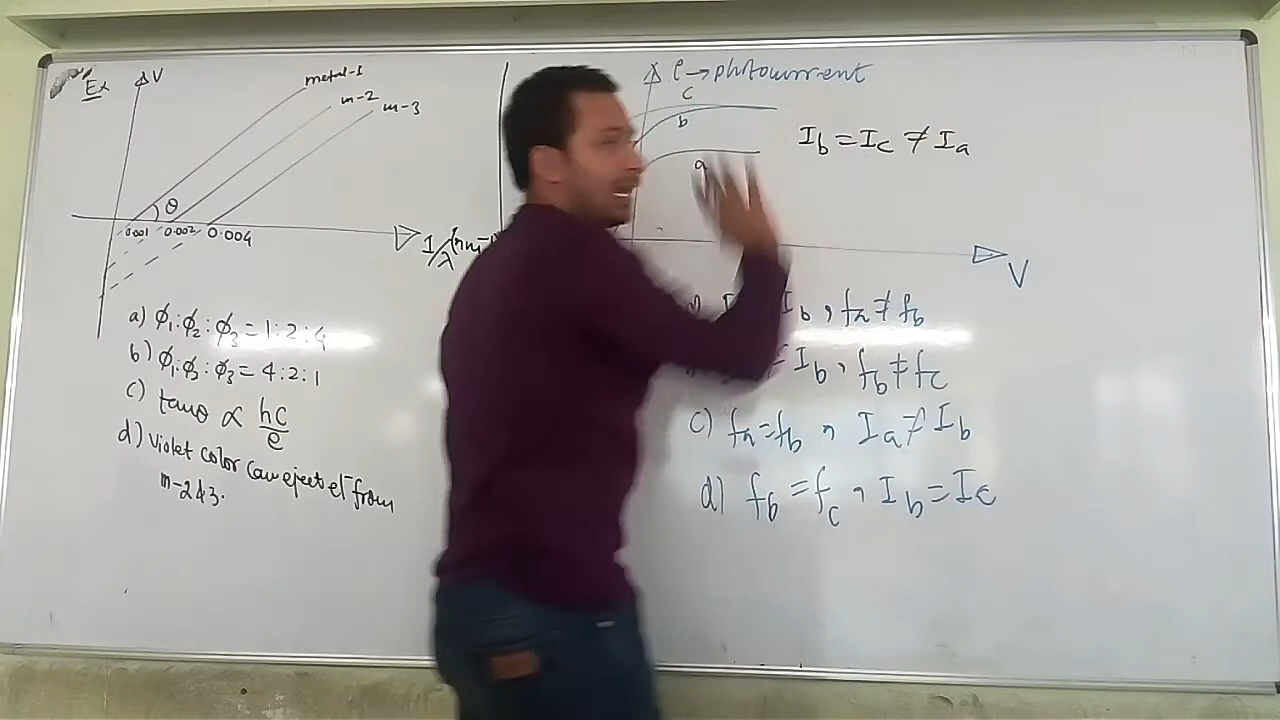 Ex
V
metal-1
m-2
m-3
θ
0.001 0.002 0.004
1/λ
a) ϕ1:ϕ2:ϕ3 = 1:2:4
b) ϕ1:ϕ2:ϕ3 = 4:2:1
c) tanθ ∝ hc/e
d) Violet color can eject el⁻ from
m-2&3.
→ photocurrent
c
b
a
V
Ib = Ic ≠ Ia
Ib, fa ≠ fb
Ib, fb ≠ fc
c) fa = fb, Ia ≠ Ib
d) fb = fc, Ib = Ic